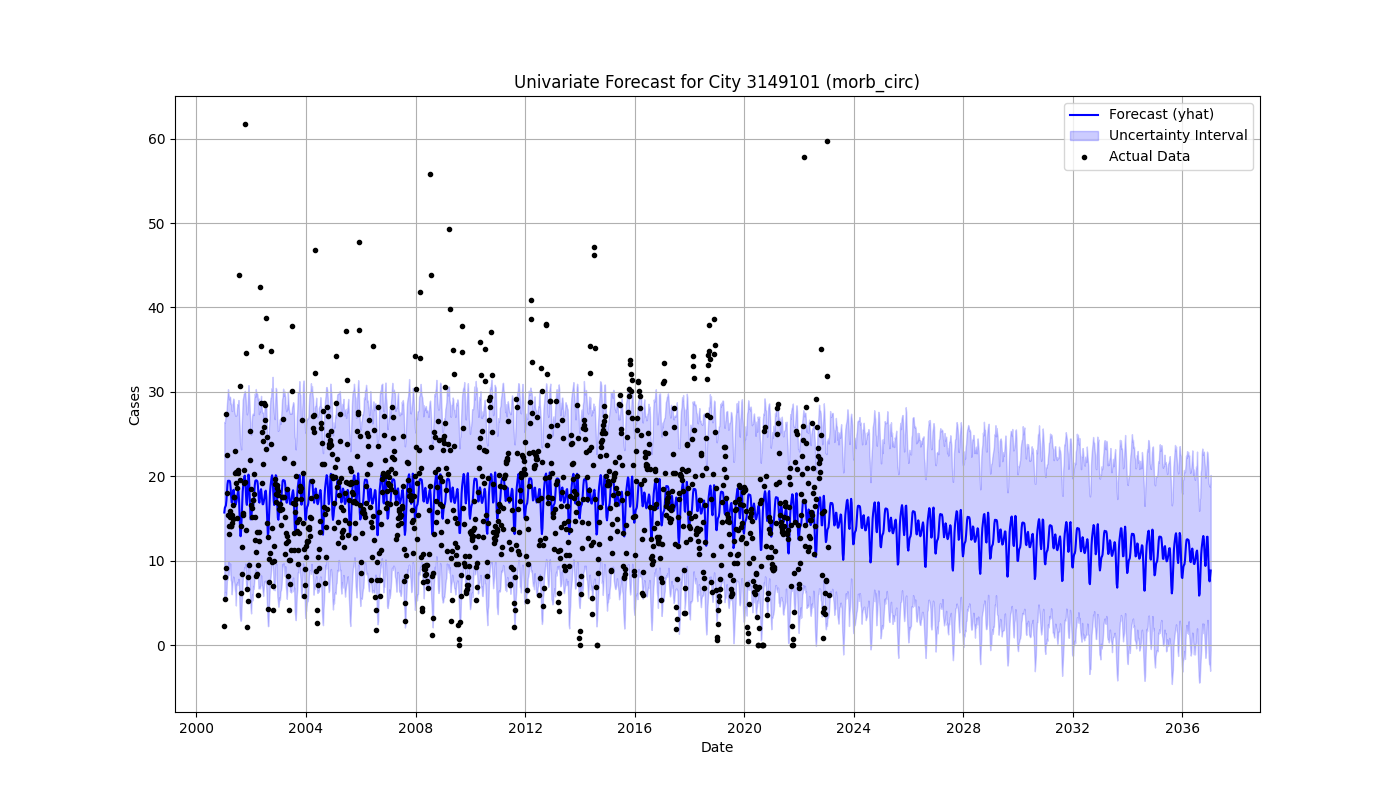 Univariate Forecast for City 3149101 (morb_circ)
Forecast (yhat)
Uncertainty Interval
Actual Data
Cases
60
50
40
30
20
10
0
2000 2004 2008 2012 2016 2020 2024 2028 2032 2036
Date